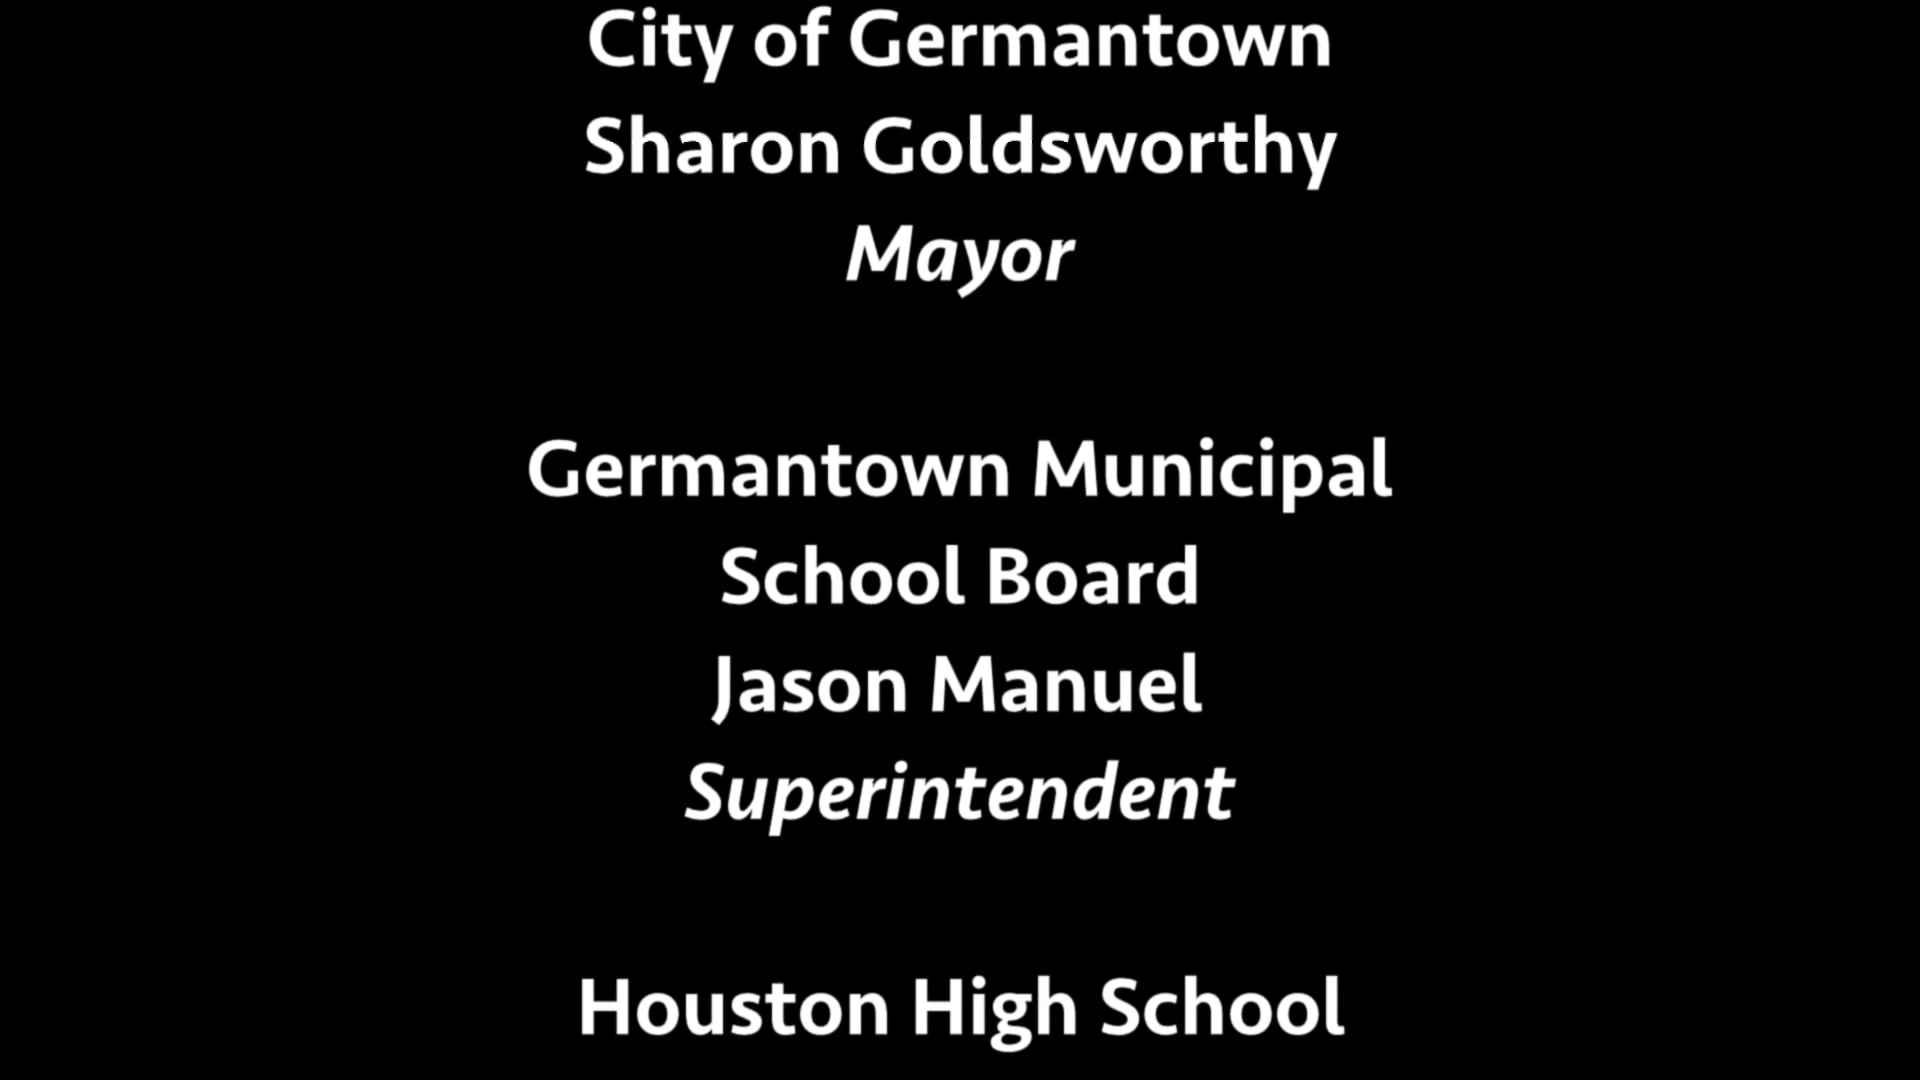 City of Germantown
Sharon Goldsworthy
Mayor
Germantown Municipal
School Board
Jason Manuel
Superintendent
Houston High School